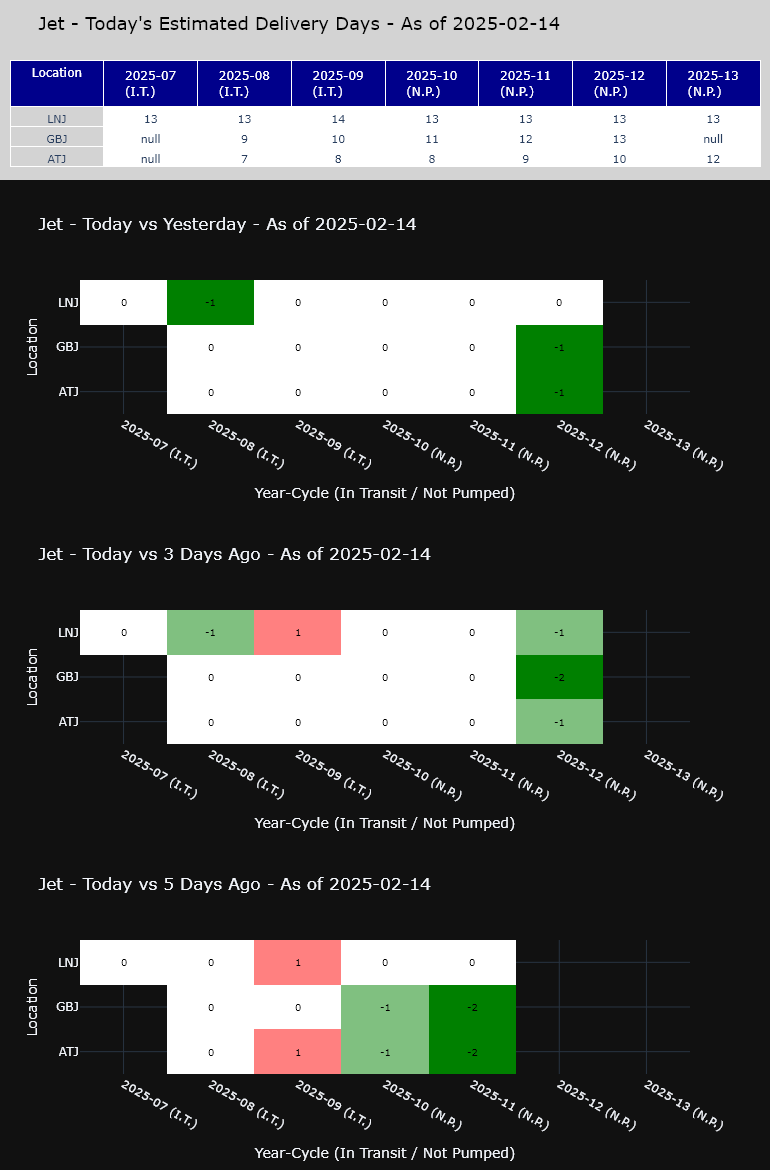 Jet - Today's Estimated Delivery Days - As of 2025-02-14
Location 2025-07 (I.T.) 2025-08 (I.T.) 2025-09 (I.T.) 2025-10 (N.P.) 2025-11 (N.P.) 2025-12 (N.P.) 2025-13 (N.P.)
LNJ 13 13 14 13 13 13 13
GBJ null 9 10 11 12 13 null
ATJ null 7 8 8 9 10 12
Jet - Today vs Yesterday - As of 2025-02-14
Location
LNJ 0 -1 0 0 0 0
GBJ 0 0 0 0 -1
ATJ 0 0 0 0 -1
2025-07 (I.T.) 2025-08 (I.T.) 2025-09 (I.T.) 2025-10 (N.P.) 2025-11 (N.P.) 2025-12 (N.P.) 2025-13 (N.P.)
Year-Cycle (In Transit / Not Pumped)
Jet - Today vs 3 Days Ago - As of 2025-02-14
Location
LNJ 0 -1 1 0 0 -1
GBJ 0 0 0 0 -2
ATJ 0 0 0 0 -1
2025-07 (I.T.) 2025-08 (I.T.) 2025-09 (I.T.) 2025-10 (N.P.) 2025-11 (N.P.) 2025-12 (N.P.) 2025-13 (N.P.)
Year-Cycle (In Transit / Not Pumped)
Jet - Today vs 5 Days Ago - As of 2025-02-14
Location
LNJ 0 0 1 0 0
GBJ 0 0 -1 -2
ATJ 0 1 -1 -2
2025-07 (I.T.) 2025-08 (I.T.) 2025-09 (I.T.) 2025-10 (N.P.) 2025-11 (N.P.) 2025-12 (N.P.) 2025-13 (N.P.)
Year-Cycle (In Transit / Not Pumped)